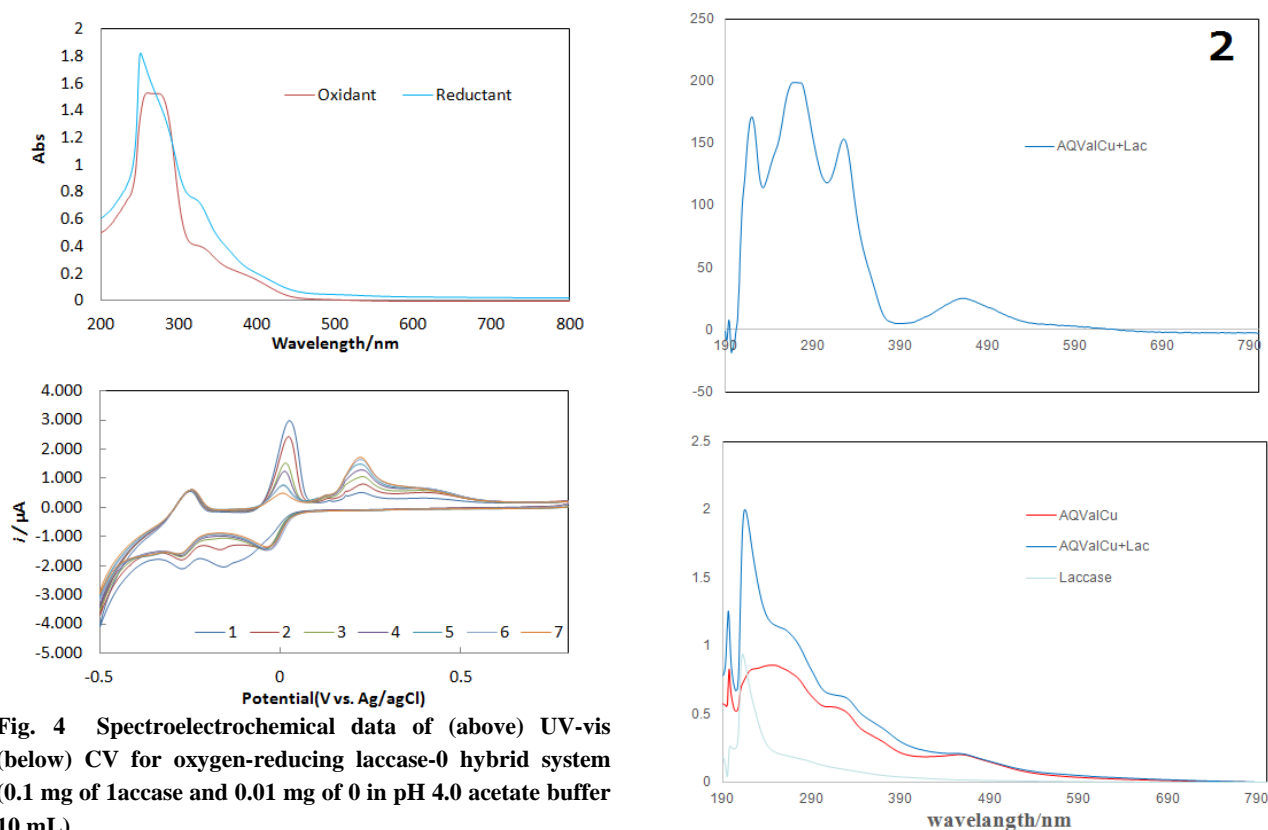 2
1.8
1.6
1.4
1.2
1
0.8
0.6
0.4
0.2
0
Abs
Oxidant
Reductant
200 300 400 500 600 700 800
Wavelength/nm
4.000
3.000
2.000
1.000
0.000
-1.000
-2.000
-3.000
-4.000
-5.000
i / µA
1 2 3 4 5 6 7
-0.5 0 0.5
Potential(V vs. Ag/agCl)
Fig. 4 Spectroelectrochemical data of (above) UV-vis
(below) CV for oxygen-reducing laccase-0 hybrid system
(0.1 mg of 1accase and 0.01 mg of 0 in pH 4.0 acetate buffer
10 mL)
250
200
150
100
50
0
-50
2
AQValCu+Lac
190 290 390 490 590 690 790
2.5
2
1.5
1
0.5
0
AQValCu
AQValCu+Lac
Laccase
190 290 390 490 590 690 790
wavelangth/nm